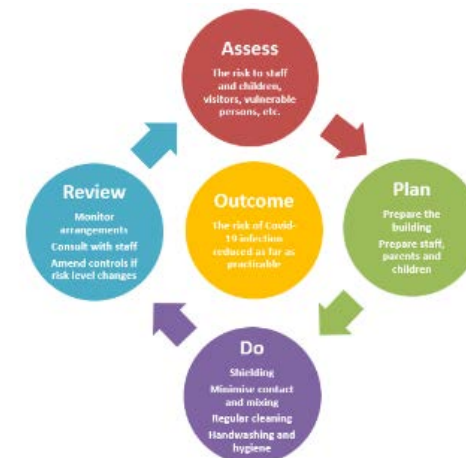 Assess
The risk to staff
and children,
visitors, vulnerable
persons, etc.
Review
Monitor
arrangements
Consult with staff
Amend controls if
risk level changes
Outcome
The risk of Covid-
19 infection
reduced as far as
practicable
Plan
Prepare the
building
Prepare staff,
parents and
children
Do
Shielding
Minimise contact
and mixing
Regular cleaning
Handwashing and
hygiene